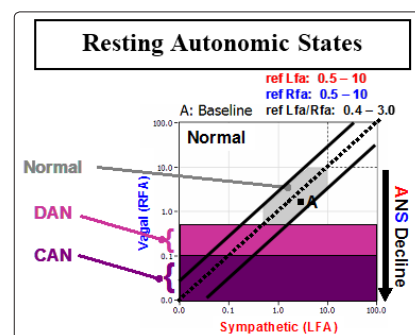 Resting Autonomic States
ref Lfa: 0.5 – 10
ref Rfa: 0.5 – 10
A: Baseline ref Lfa/Rfa: 0.4 – 3.0
100.0
Normal
10.0
Normal
A
1.0
DAN
0.1
CAN
0.0
Vagal (RFA)
ANS Decline
0.0 0.1 1.0 10.0 100.0
Sympathetic (LFA)